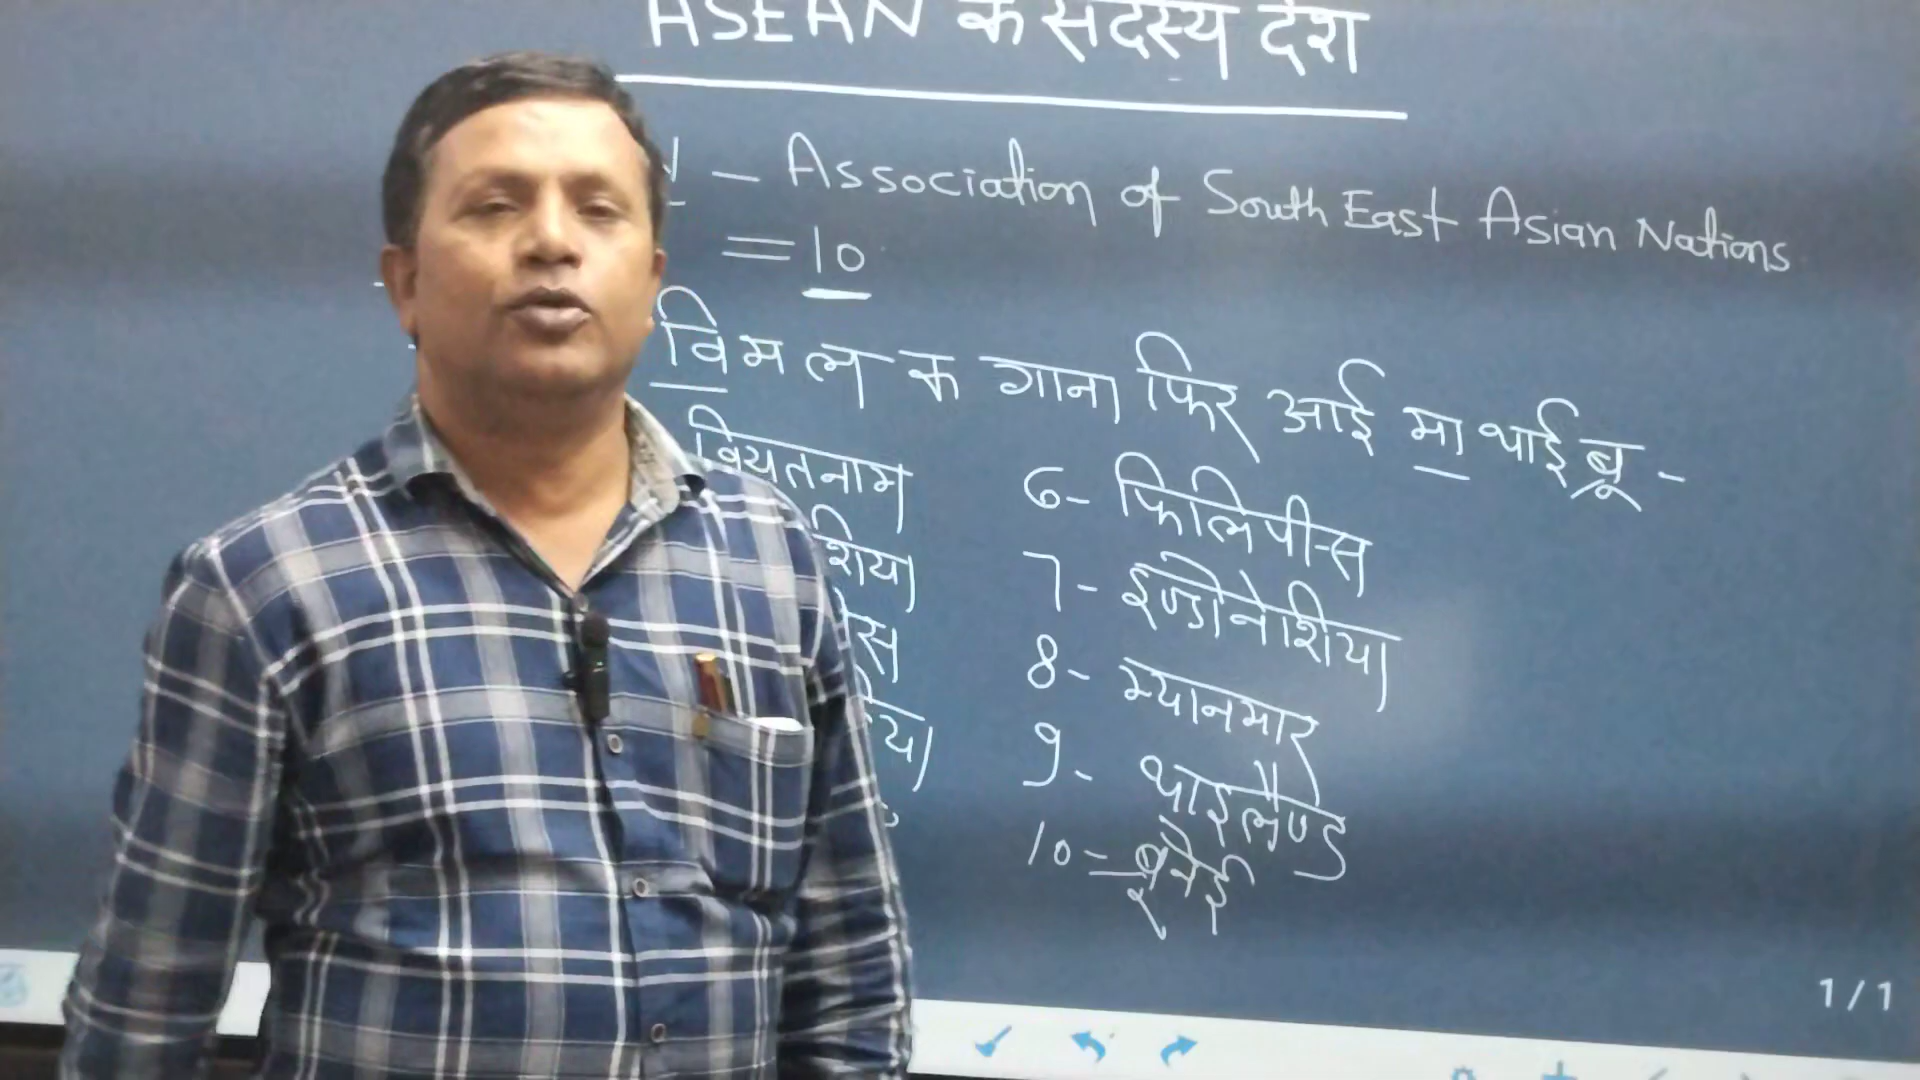 ASEAN के सदस्य देश
– Association of South East Asian Nations
= 10
विमल क गाना फिर आई मा थाई ब्रू –
वियतनाम
6- फिलिपीन्स
7- इण्डोनेशिया
8- म्यानमार
9- थाइलैण्ड
10- ब्रूनेई
1/1